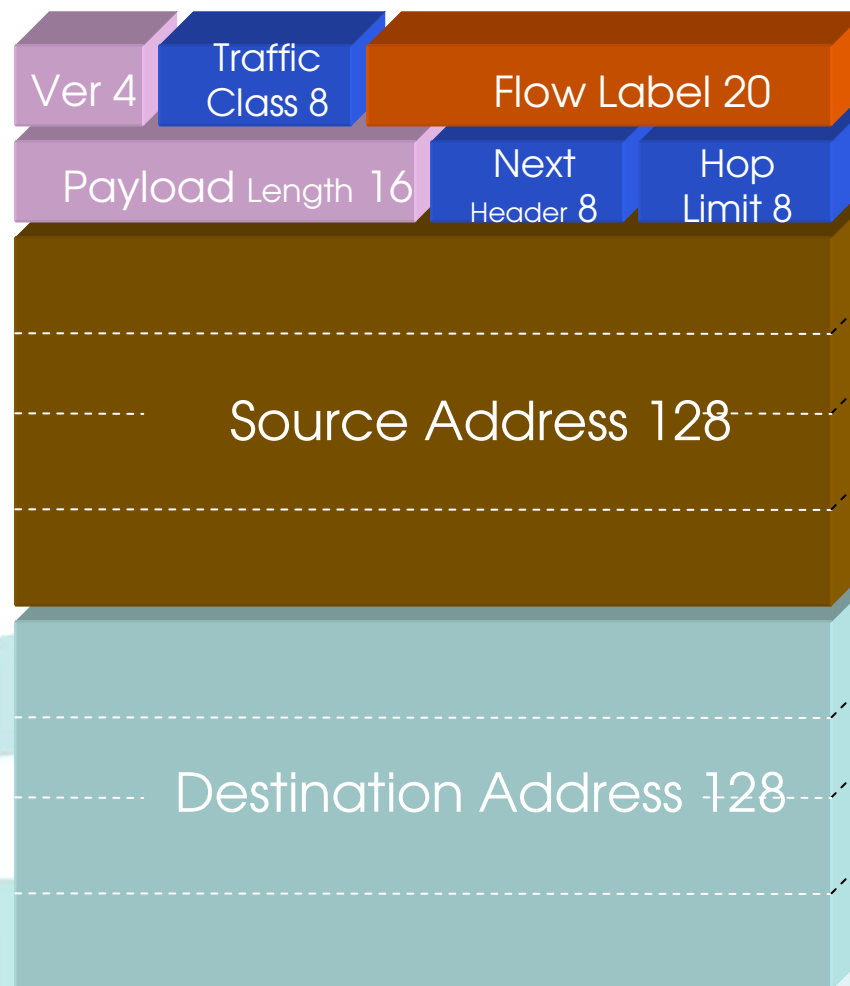 Ver 4
Traffic
Class 8
Flow Label 20
Payload Length 16
Next
Header 8
Hop
Limit 8
Source Address 128
Destination Address 128